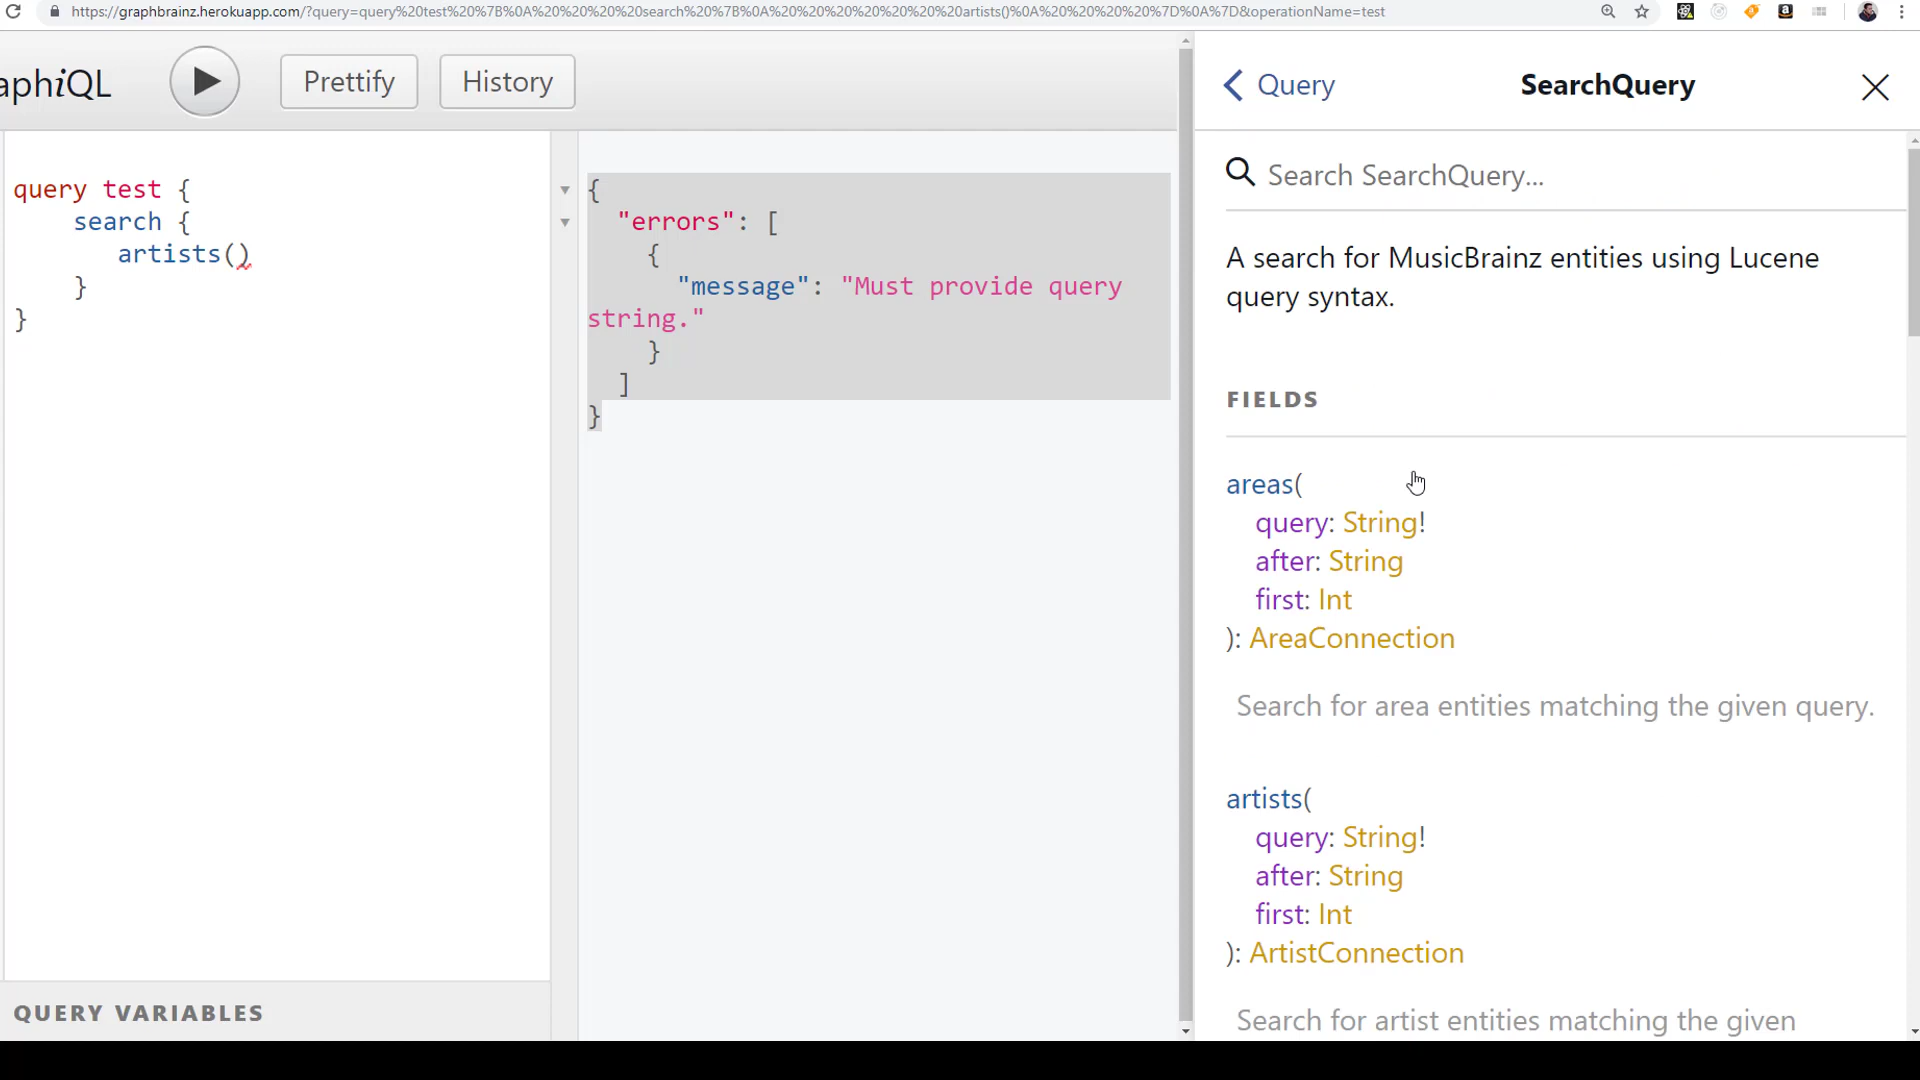 https://graphbrainz.herokuapp.com/?query=query%20test%20%7B%0A%20%20%20%20search%20%7B%0A%20%20%20%20%20%20%20artists()%0A%20%20%20%20%7D%0A%7D&operationName=test
aphiQL
Prettify
History
Query
SearchQuery
query test {
search {
artists()
}
}
{
"errors": [
{
"message": "Must provide query
string."
}
]
}
Search SearchQuery...
A search for MusicBrainz entities using Lucene
query syntax.
FIELDS
areas(
query: String!
after: String
first: Int
): AreaConnection
Search for area entities matching the given query.
artists(
query: String!
after: String
first: Int
): ArtistConnection
Search for artist entities matching the given
QUERY VARIABLES